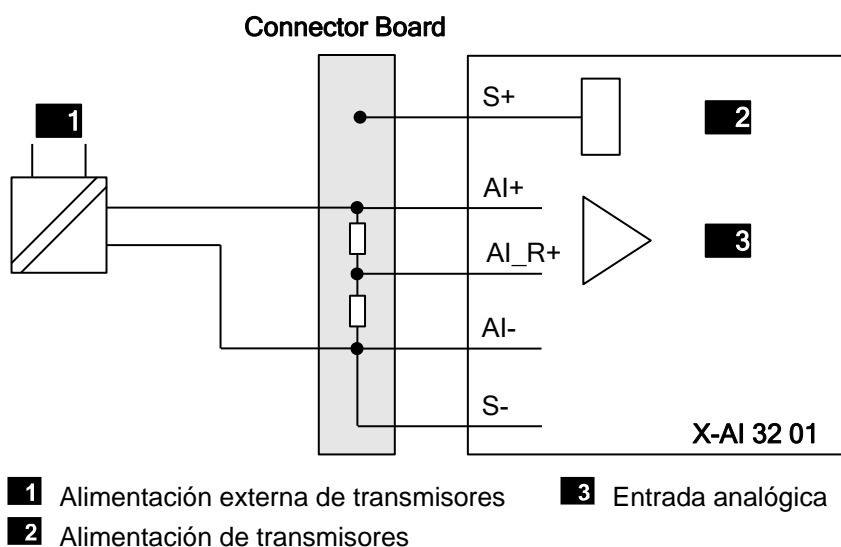 Connector Board
S+
1
2
AI+
3
AI_R+
AI-
S-
X-AI 32 01
1 Alimentación externa de transmisores
3 Entrada analógica
2 Alimentación de transmisores